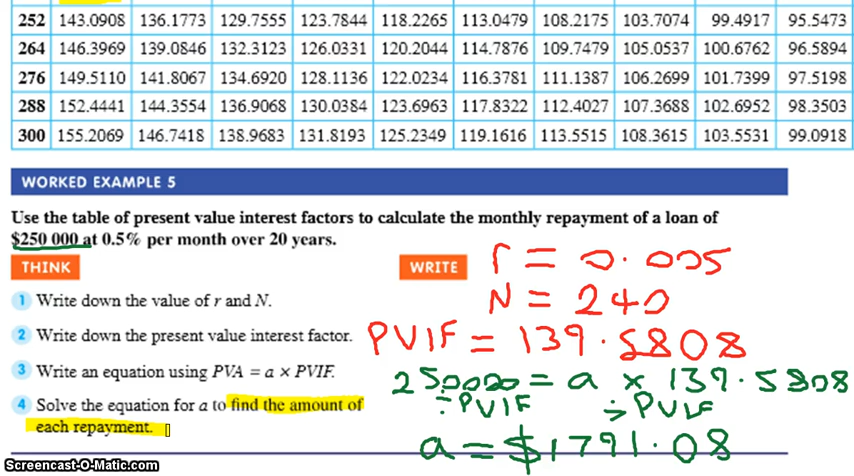 252 143.0908 136.1773 129.7555 123.7844 118.2265 113.0479 108.2175 103.7074 99.4917 95.5473
264 146.3969 139.0846 132.3123 126.0331 120.2044 114.7876 109.7479 105.0537 100.6762 96.5894
276 149.5110 141.8067 134.6920 128.1136 122.0234 116.3781 111.1387 106.2699 101.7399 97.5198
288 152.4441 144.3554 136.9068 130.0384 123.6963 117.8322 112.4027 107.3688 102.6952 98.3503
300 155.2069 146.7418 138.9683 131.8193 125.2349 119.1616 113.5515 108.3615 103.5531 99.0918
WORKED EXAMPLE 5
Use the table of present value interest factors to calculate the monthly repayment of a loan of
$250 000 at 0.5% per month over 20 years.
THINK
1 Write down the value of r and N.
2 Write down the present value interest factor.
3 Write an equation using PVA = a × PVIF.
4 Solve the equation for a to find the amount of
each repayment.
WRITE
r = 0.005
N = 240
PVIF = 139.5808
250000 = a × 139.5808
÷PVIF ÷PVIF
a = $1791.08
Screencast-O-Matic.com